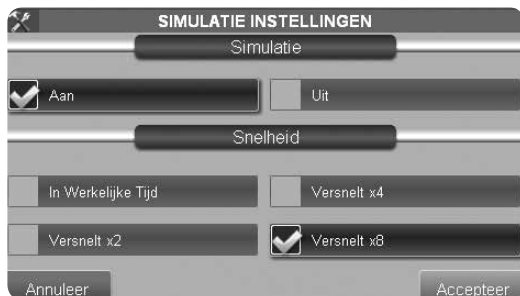 SIMULATIE INSTELLINGEN
Simulatie
Aan
Uit
Snelheid
In Werkelijke Tijd
Versnelt x4
Versnelt x2
Versnelt x8
Annuleer
Accepteer